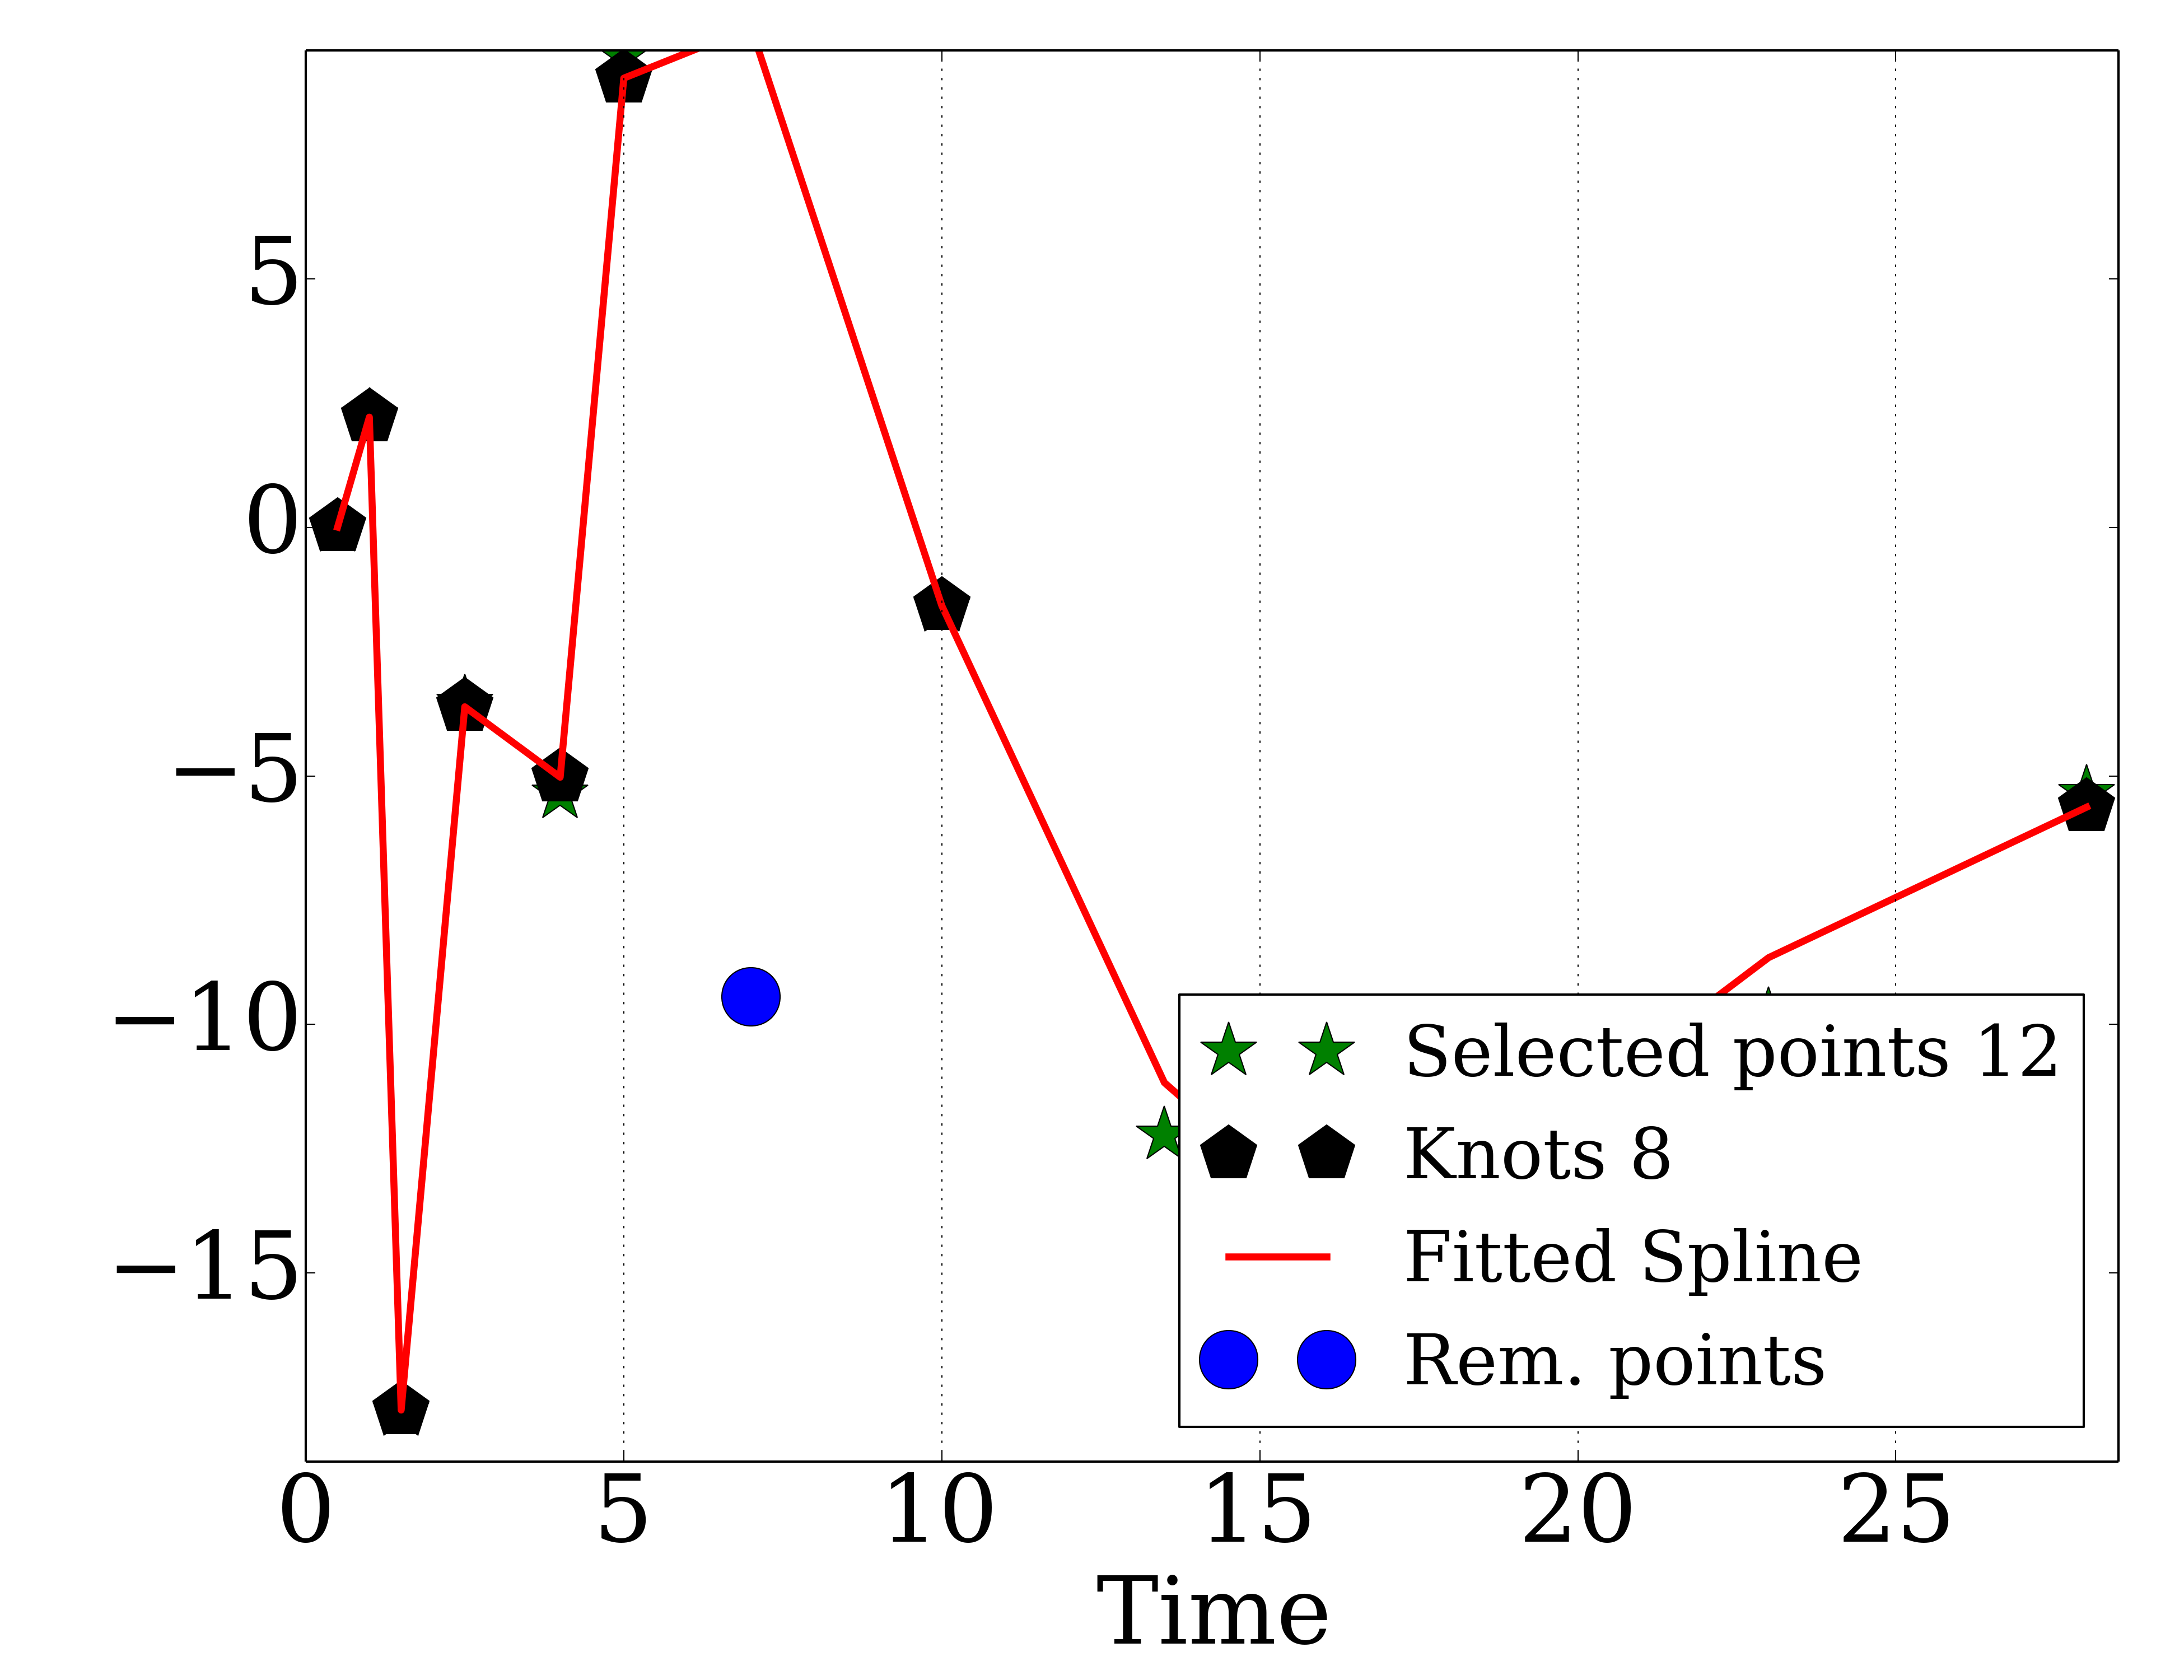 5
0
−5
−10
−15
0 5 10 15 20 25
Time
Selected points 12
Knots 8
Fitted Spline
Rem. points